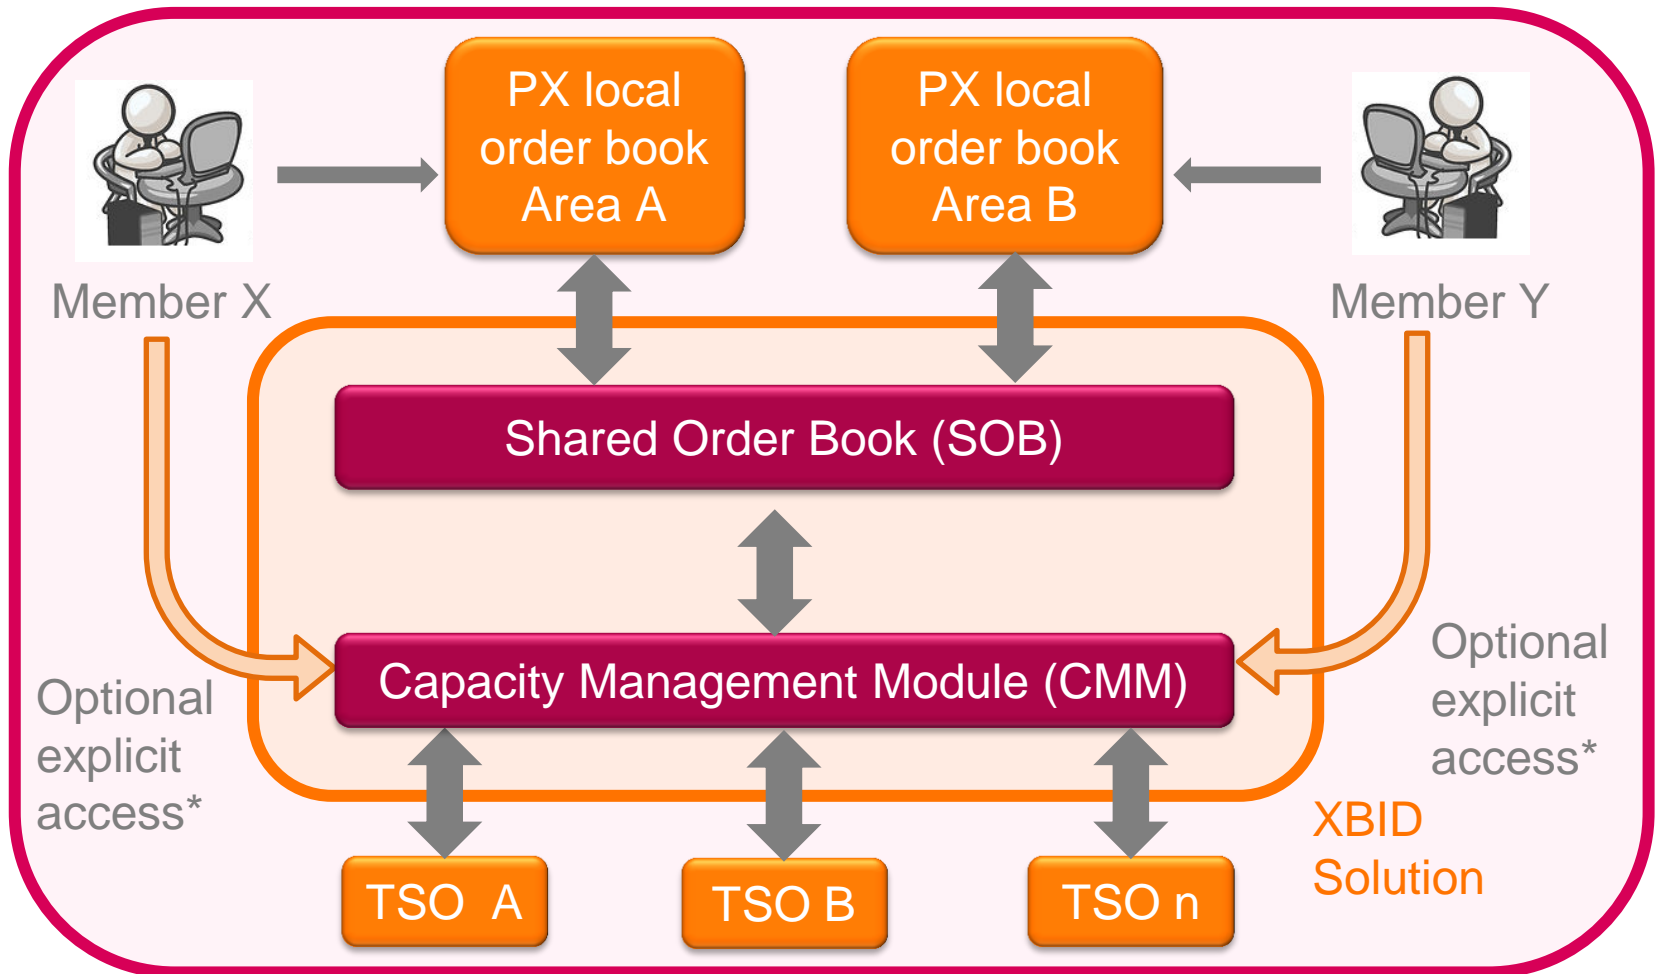 PX local
order book
Area A
PX local
order book
Area B
Member X
Member Y
Shared Order Book (SOB)
Capacity Management Module (CMM)
Optional
explicit
access*
Optional
explicit
access*
XBID
Solution
TSO A
TSO B
TSO n